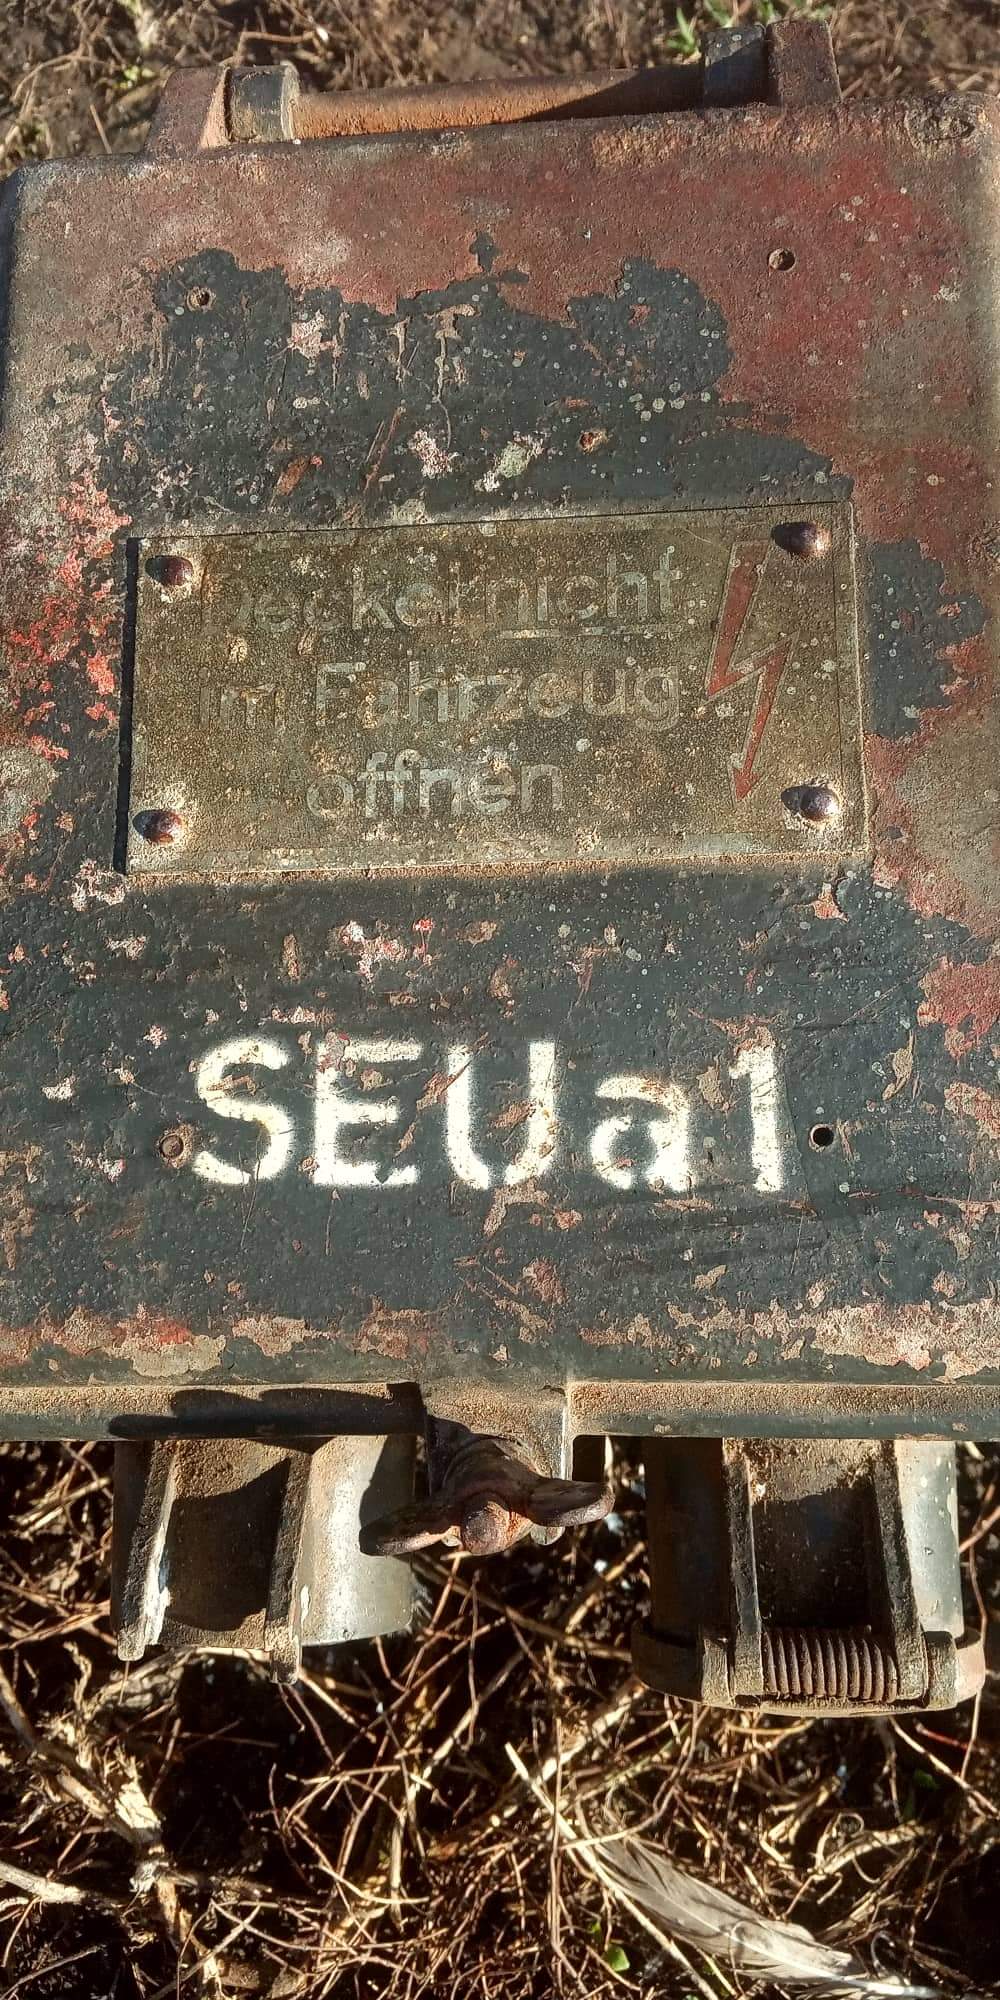 Deckel nicht
im Fahrzeug
öffnen
SEUa1